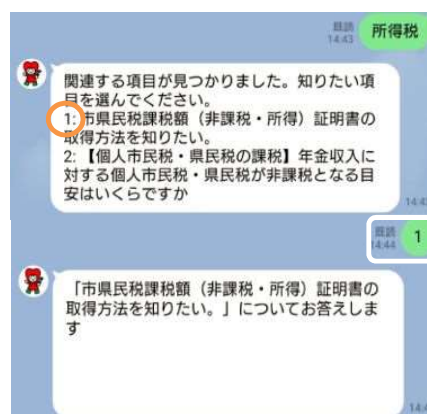 既読
14:43
所得税
関連する項目が見つかりました。知りたい項
目を選んでください。
1: 市県民税課税額（非課税・所得）証明書の
取得方法を知りたい。
2: 【個人市民税・県民税の課税】年金収入に
対する個人市民税・県民税が非課税となる目
安はいくらですか
既読
14:44
1
「市県民税課税額（非課税・所得）証明書の
取得方法を知りたい。」についてお答えしま
す